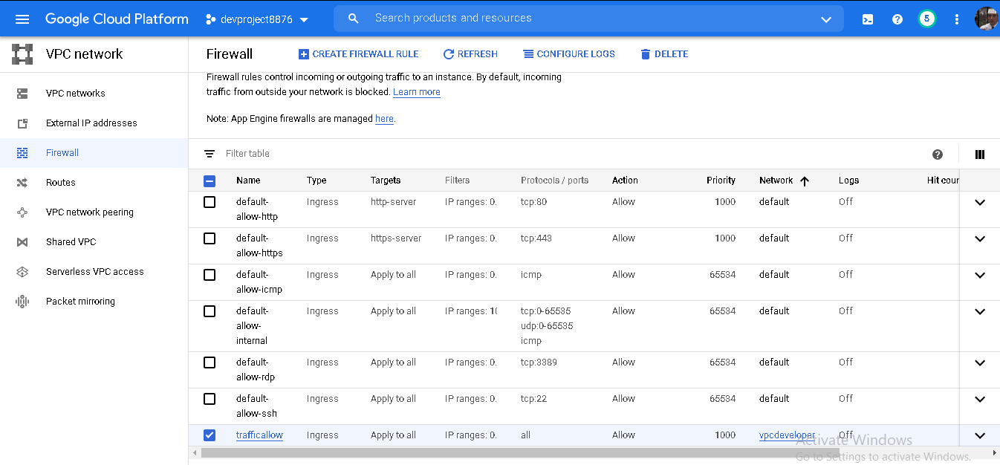 Google Cloud Platform devproject8876 Search products and resources 5
VPC network
Firewall CREATE FIREWALL RULE REFRESH CONFIGURE LOGS DELETE
VPC networks
External IP addresses
Firewall
Routes
VPC network peering
Shared VPC
Serverless VPC access
Packet mirroring
Firewall rules control incoming or outgoing traffic to an instance. By default, incoming
traffic from outside your network is blocked. Learn more
Note: App Engine firewalls are managed here.
Filter table
Name Type Targets Filters Protocols / ports Action Priority Network Logs Hit cour
default- Ingress http-server IP ranges: 0. tcp:80 Allow 1000 default Off
allow-http
default- Ingress https-server IP ranges: 0. tcp:443 Allow 1000 default Off
allow-https
default- Ingress Apply to all IP ranges: 0. icmp Allow 65534 default Off
allow-icmp
default- Ingress Apply to all IP ranges: 10 tcp:0-65535 Allow 65534 default Off
allow- udp:0-65535
internal icmp
default- Ingress Apply to all IP ranges: 0. tcp:3389 Allow 65534 default Off
allow-rdp
default- Ingress Apply to all IP ranges: 0. tcp:22 Allow 65534 default Off
allow-ssh
trafficallow Ingress Apply to all IP ranges: 0. all Allow 1000 vpcdeveloper Off
Activate Windows
Go to Settings to activate Windows.